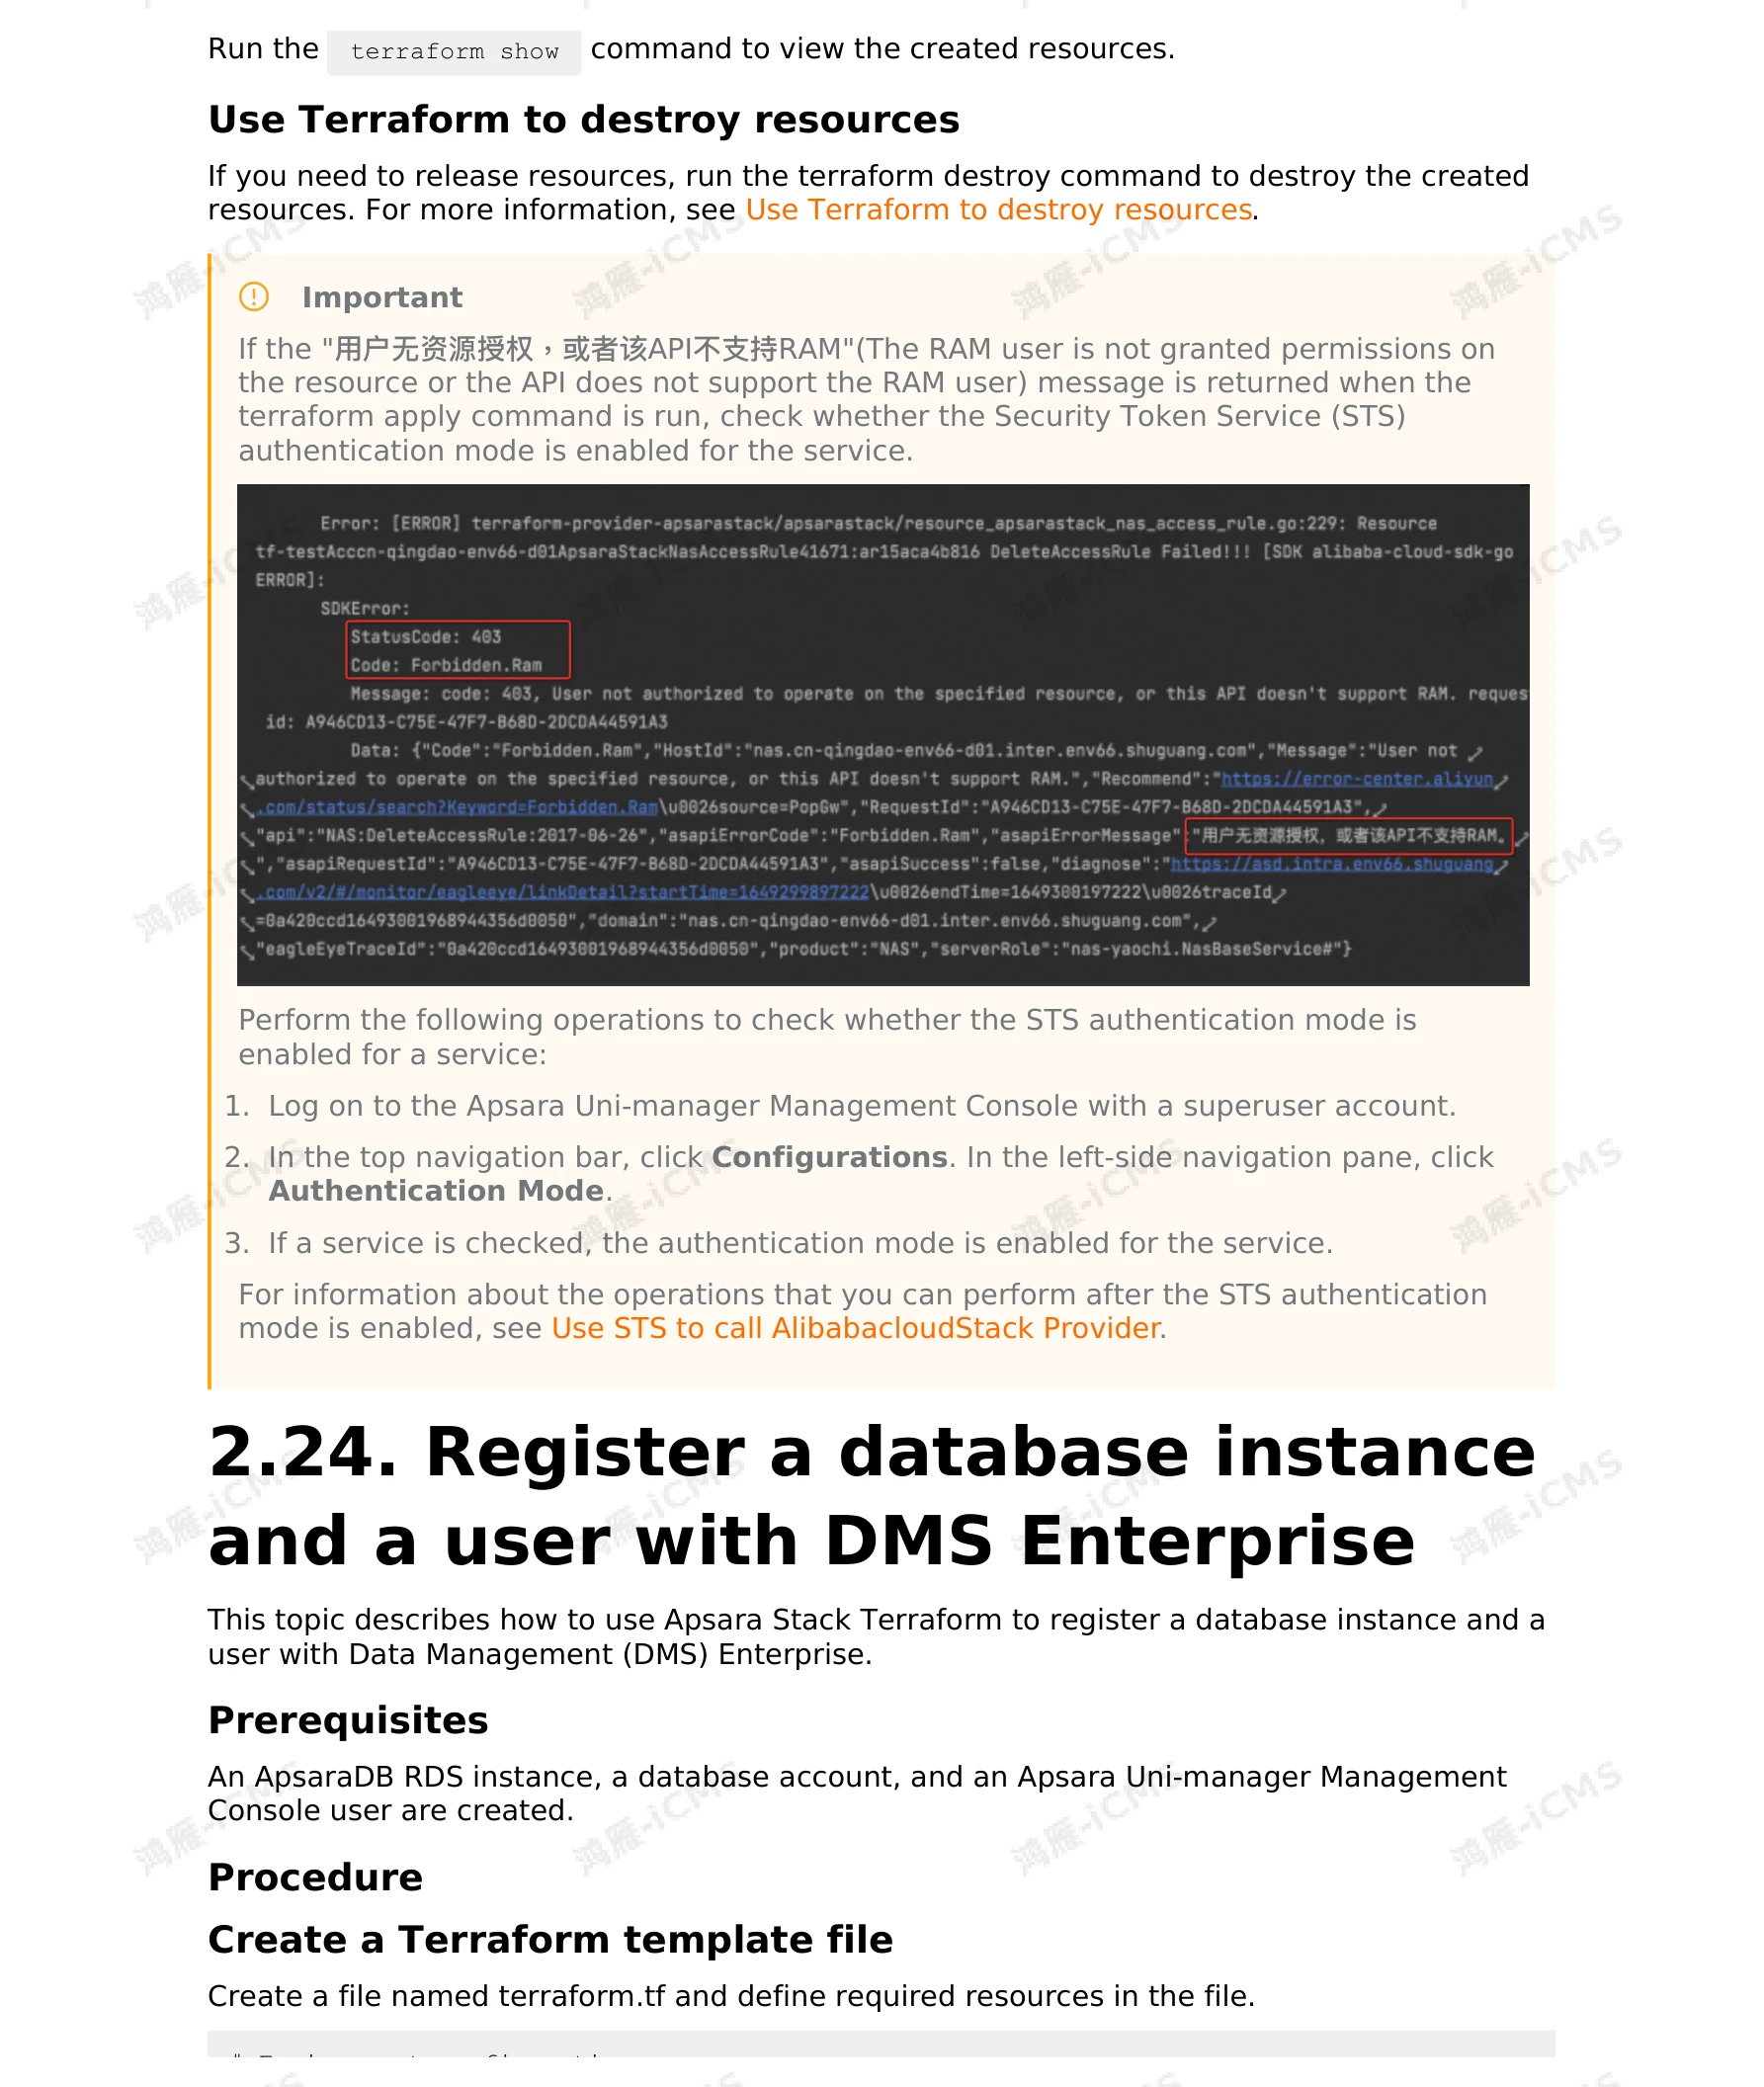 Run the terraform show command to view the created resources.
Use Terraform to destroy resources
If you need to release resources, run the terraform destroy command to destroy the created
resources. For more information, see Use Terraform to destroy resources.
Important
If the "用户无资源授权，或者该API不支持RAM"(The RAM user is not granted permissions on
the resource or the API does not support the RAM user) message is returned when the
terraform apply command is run, check whether the Security Token Service (STS)
authentication mode is enabled for the service.
Error: [ERROR] terraform-provider-apsarastack/apsarastack/resource_apsarastack_nas_access_rule.go:229: Resource
tf-testAcccn-qingdao-env66-d01ApsaraStackNasAccessRule41671:ar15aca4b816 DeleteAccessRule Failed!!! [SDK alibaba-cloud-sdk-go
ERROR]:
SDKError:
StatusCode: 403
Code: Forbidden.Ram
Message: code: 403, User not authorized to operate on the specified resource, or this API doesn't support RAM. reques
id: A946CD13-C75E-47F7-B68D-2DCDA44591A3
Data: {"Code":"Forbidden.Ram","HostId":"nas.cn-qingdao-env66-d01.inter.env66.shuguang.com","Message":"User not
authorized to operate on the specified resource, or this API doesn't support RAM.","Recommend":"https://error-center.aliyun
.com/status/search?Keyword=Forbidden.Ram\u0026source=PopGw","RequestId":"A946CD13-C75E-47F7-B68D-2DCDA44591A3",
"api":"NAS:DeleteAccessRule:2017-06-26","asapiErrorCode":"Forbidden.Ram","asapiErrorMessage":"用户无资源授权，或者该API不支持RAM。
","asapiRequestId":"A946CD13-C75E-47F7-B68D-2DCDA44591A3","asapiSuccess":false,"diagnose":"https://asd.intra.env66.shuguang
.com/v2/#/monitor/eagleeye/linkDetail?startTime=1649299897222\u0026endTime=1649300197222\u0026traceId
=0a420ccd16493001968944356d0050","domain":"nas.cn-qingdao-env66-d01.inter.env66.shuguang.com",
"eagleEyeTraceId":"0a420ccd16493001968944356d0050","product":"NAS","serverRole":"nas-yaochi.NasBaseService#"}
Perform the following operations to check whether the STS authentication mode is
enabled for a service:
1. Log on to the Apsara Uni-manager Management Console with a superuser account.
2. In the top navigation bar, click Configurations. In the left-side navigation pane, click
Authentication Mode.
3. If a service is checked, the authentication mode is enabled for the service.
For information about the operations that you can perform after the STS authentication
mode is enabled, see Use STS to call AlibabacloudStack Provider.
2.24. Register a database instance
and a user with DMS Enterprise
This topic describes how to use Apsara Stack Terraform to register a database instance and a
user with Data Management (DMS) Enterprise.
Prerequisites
An ApsaraDB RDS instance, a database account, and an Apsara Uni-manager Management
Console user are created.
Procedure
Create a Terraform template file
Create a file named terraform.tf and define required resources in the file.
鸿雁-iCMS